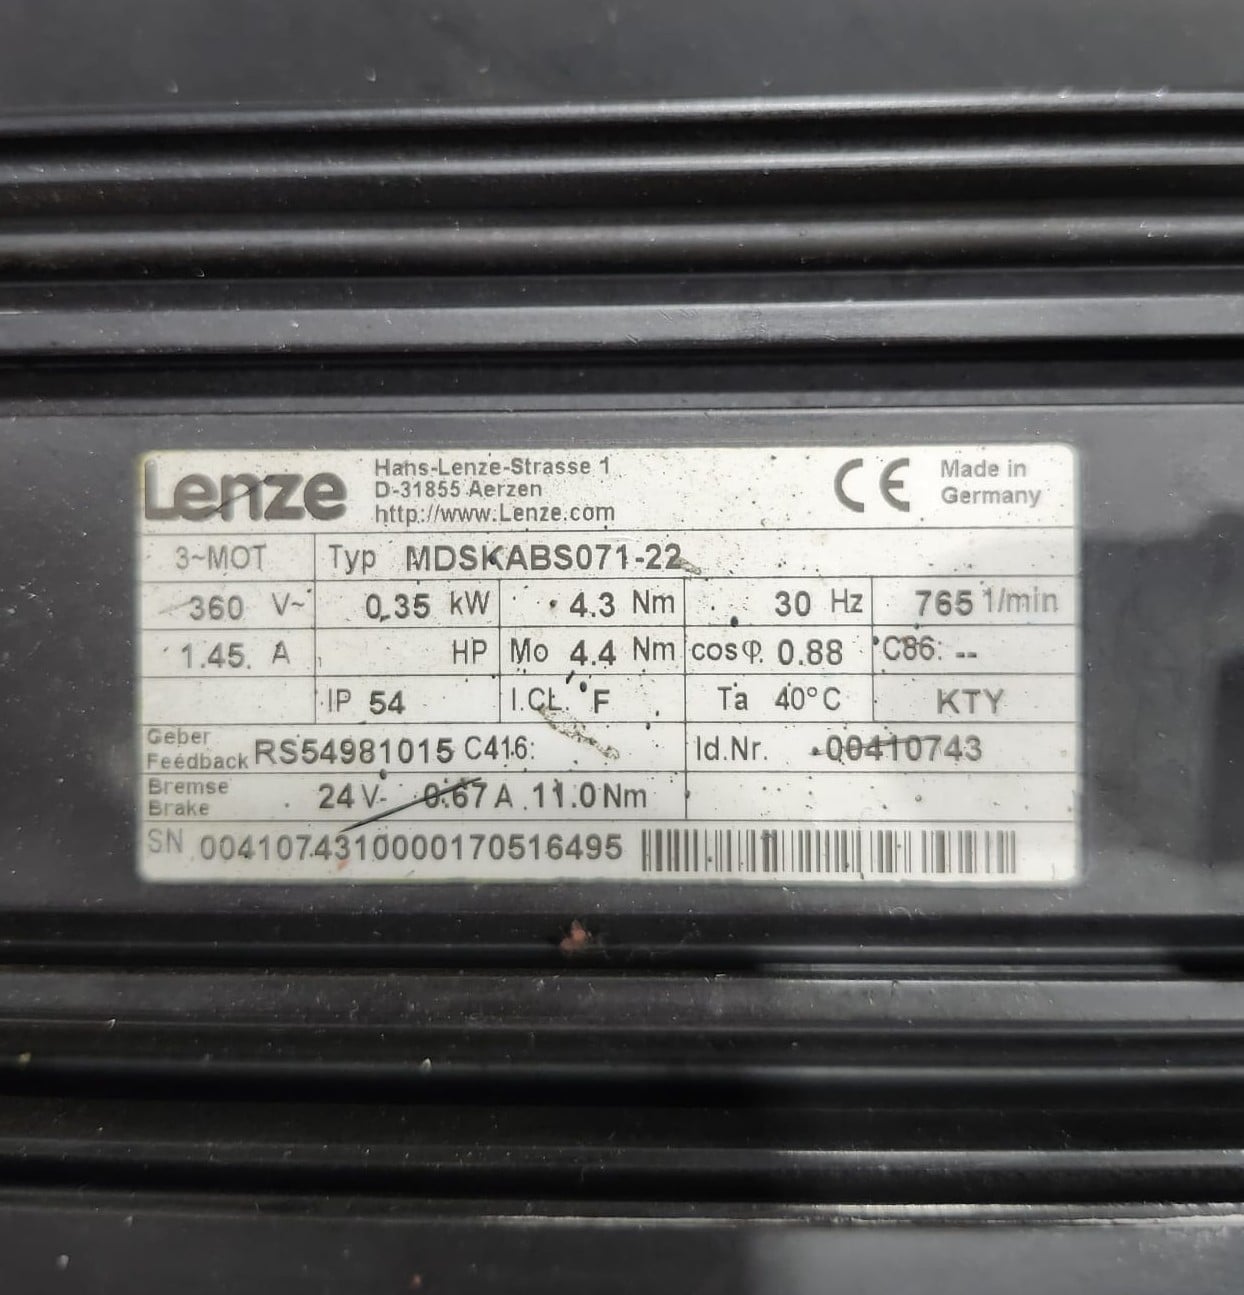 Lenze
Hans-Lenze-Strasse 1
D-31855 Aerzen
http://www.Lenze.com
CE
Made in
Germany
3~MOT Typ MDSKABS071-22
360 V~ 0.35 kW 4.3 Nm 30 Hz 765 1/min
1.45 A HP Mo 4.4 Nm cosφ 0.88 C86: --
IP 54 I.CL. F Ta 40°C KTY
Geber
Feedback RS54981015 C416: Id.Nr. 00410743
Bremse
Brake 24 V- 0.67 A 11.0 Nm
SN 0041074310000170516495